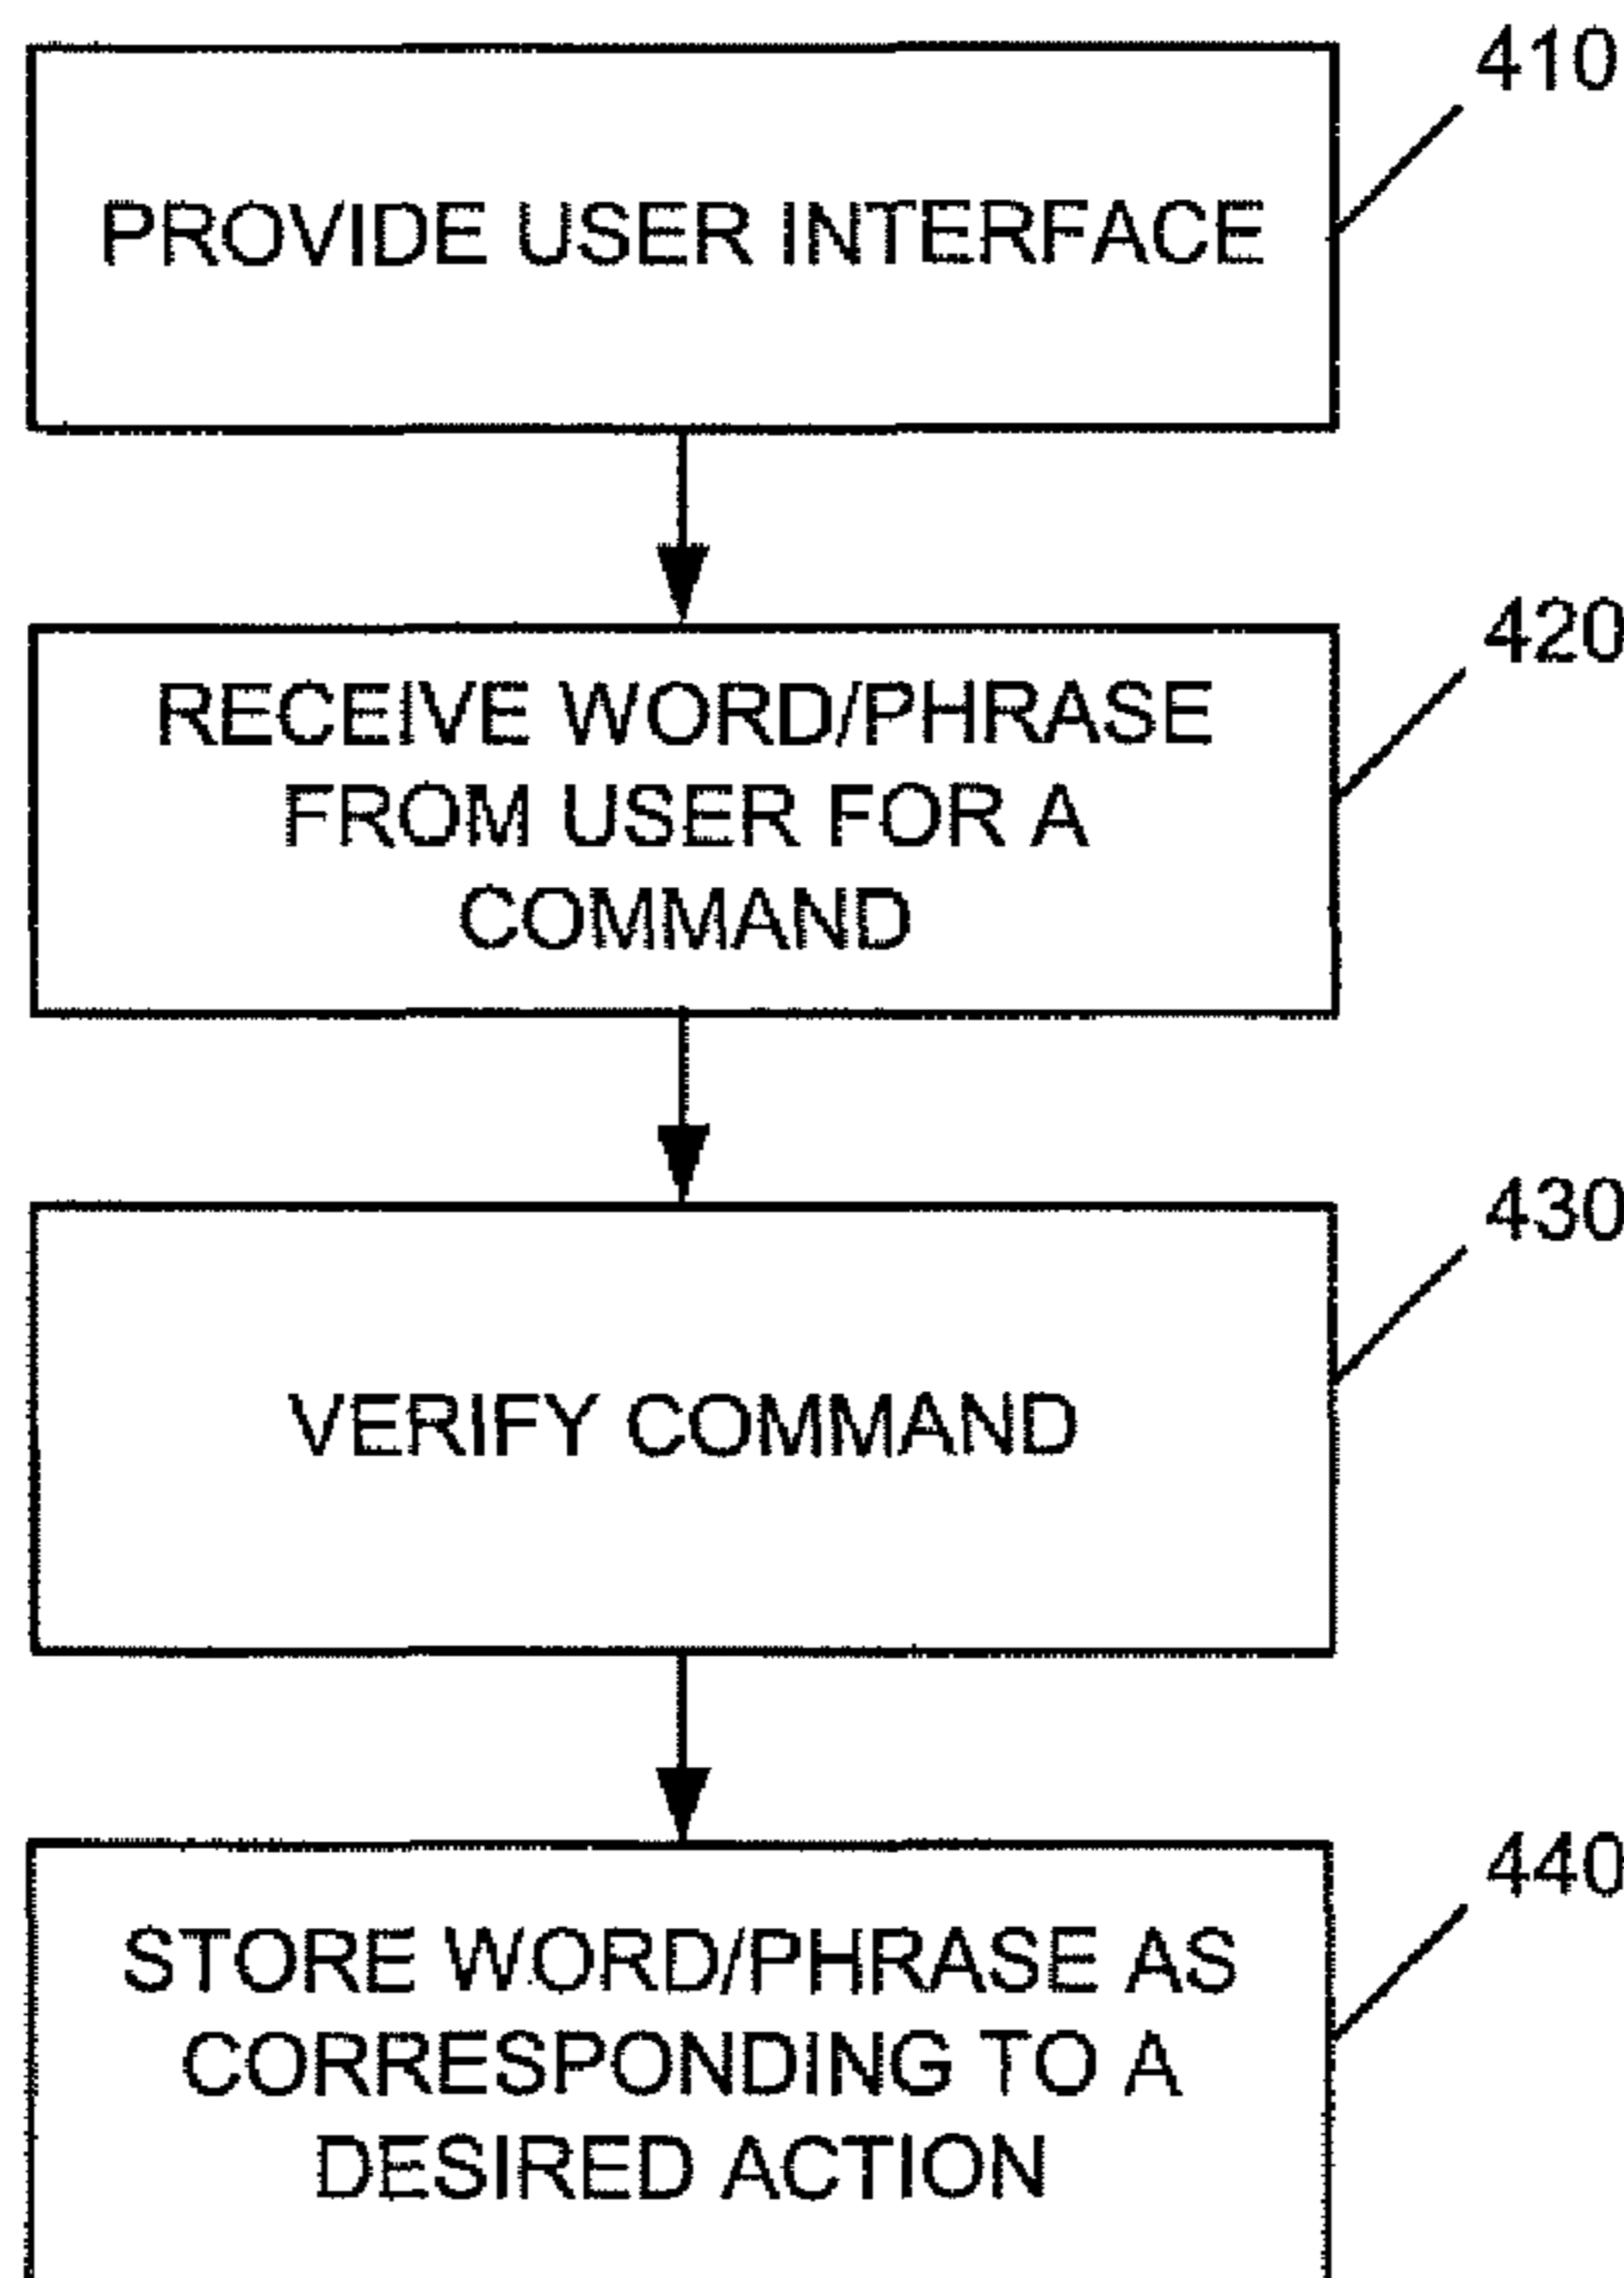 410
PROVIDE USER INTERFACE
420
RECEIVE WORD/PHRASE
FROM USER FOR A
COMMAND
430
VERIFY COMMAND
440
STORE WORD/PHRASE AS
CORRESPONDING TO A
DESIRED ACTION